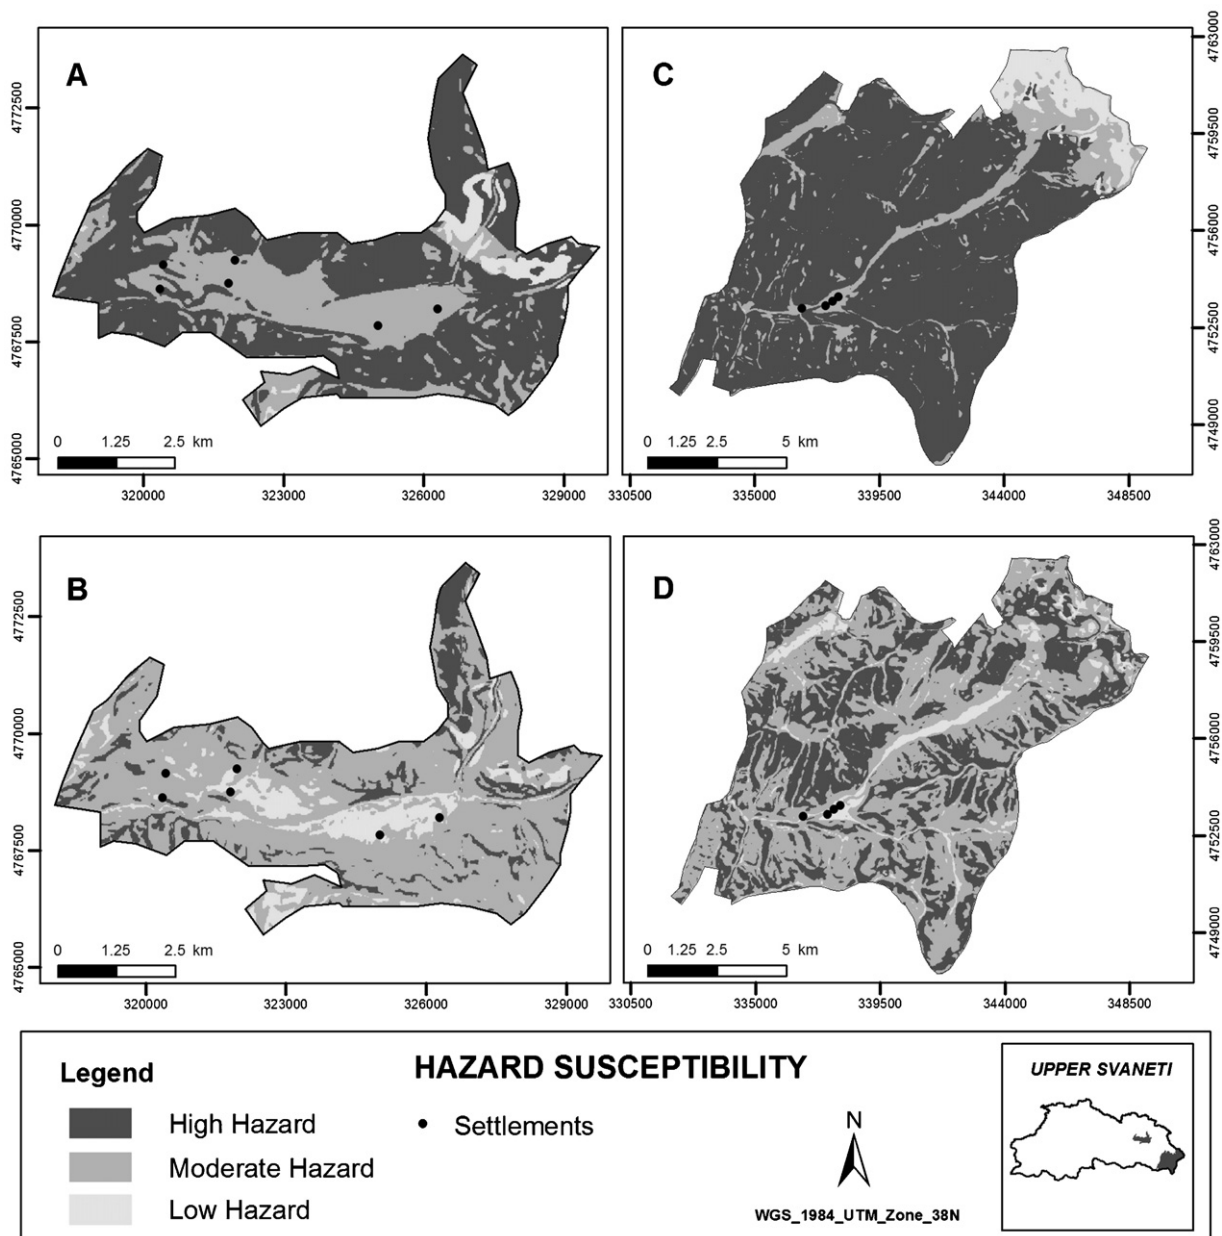 A
4772500
4770000
4767500
4765000
0 1.25 2.5 km
320000 323000 326000 329000
C
4763000
4759500
4756000
4752500
4749000
0 1.25 2.5 5 km
330500 335000 339500 344000 348500
B
4772500
4770000
4767500
4765000
0 1.25 2.5 km
320000 323000 326000 329000
D
4763000
4759500
4756000
4752500
4749000
0 1.25 2.5 5 km
330500 335000 339500 344000 348500
Legend
High Hazard
Moderate Hazard
Low Hazard
HAZARD SUSCEPTIBILITY
Settlements
N
WGS_1984_UTM_Zone_38N
UPPER SVANETI